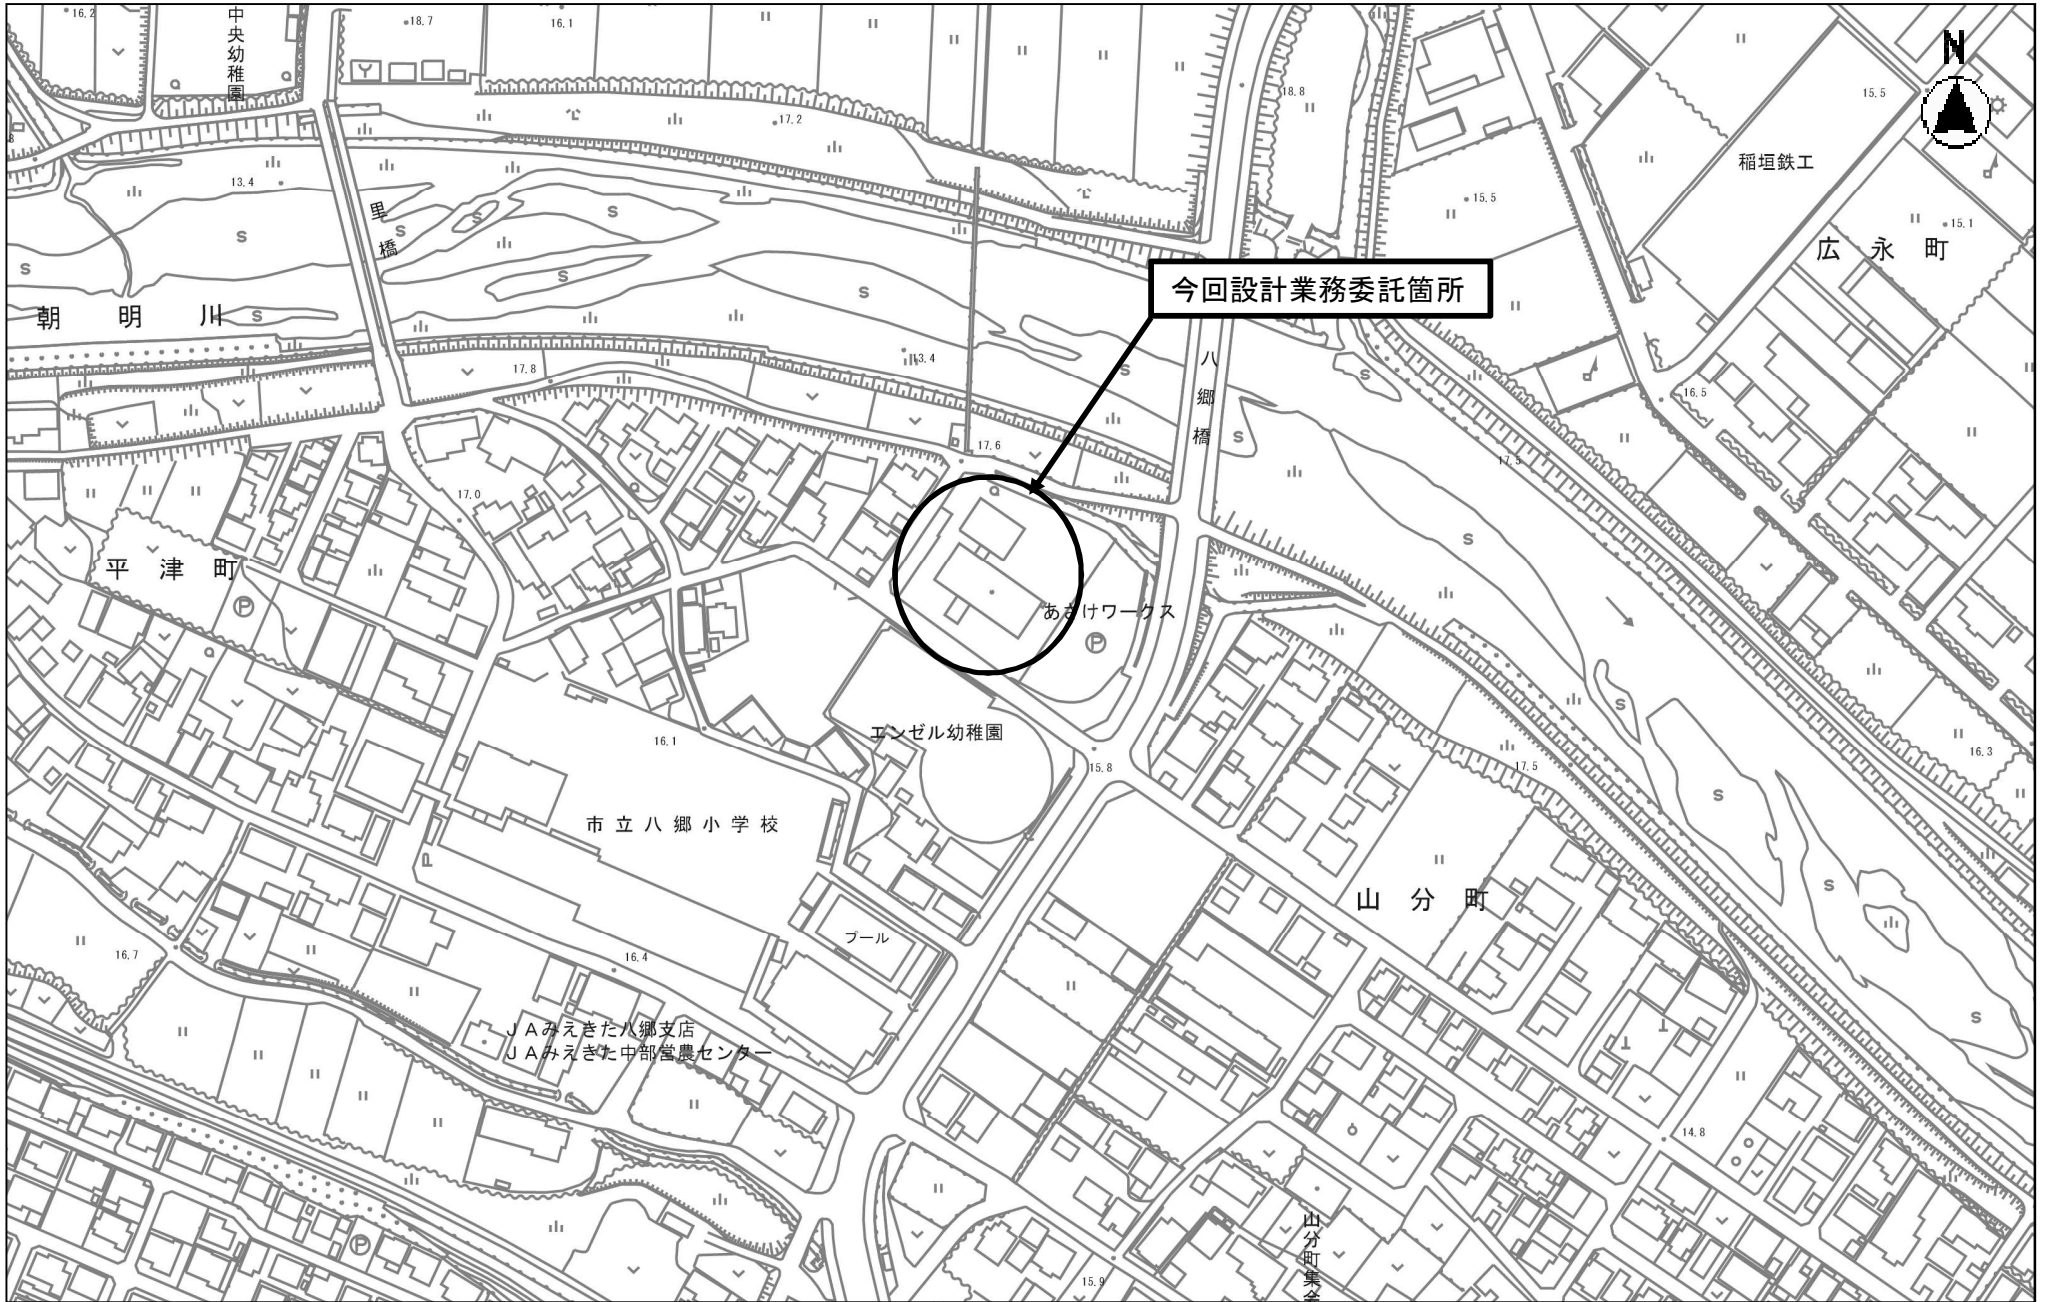 16.2
中央幼稚園
18.7
16.1
N
18.8
15.5
17.2
稲垣鉄工
13.4
里橋
15.5
15.1
広永町
S
S
S
S
S
今回設計業務委託箇所
S
S
朝明川
S
八郷橋
13.4
17.8
S
S
16.5
S
17.6
17.5
17.0
S
平津町
P
あさけワークス
P
S
エンゼル幼稚園
16.1
16.3
15.8
17.5
S
市立八郷小学校
S
山分町
プール
16.7
16.4
S
JAみえきた八郷支店
JAみえきた中部営農センター
14.8
山分町集会
P
15.9